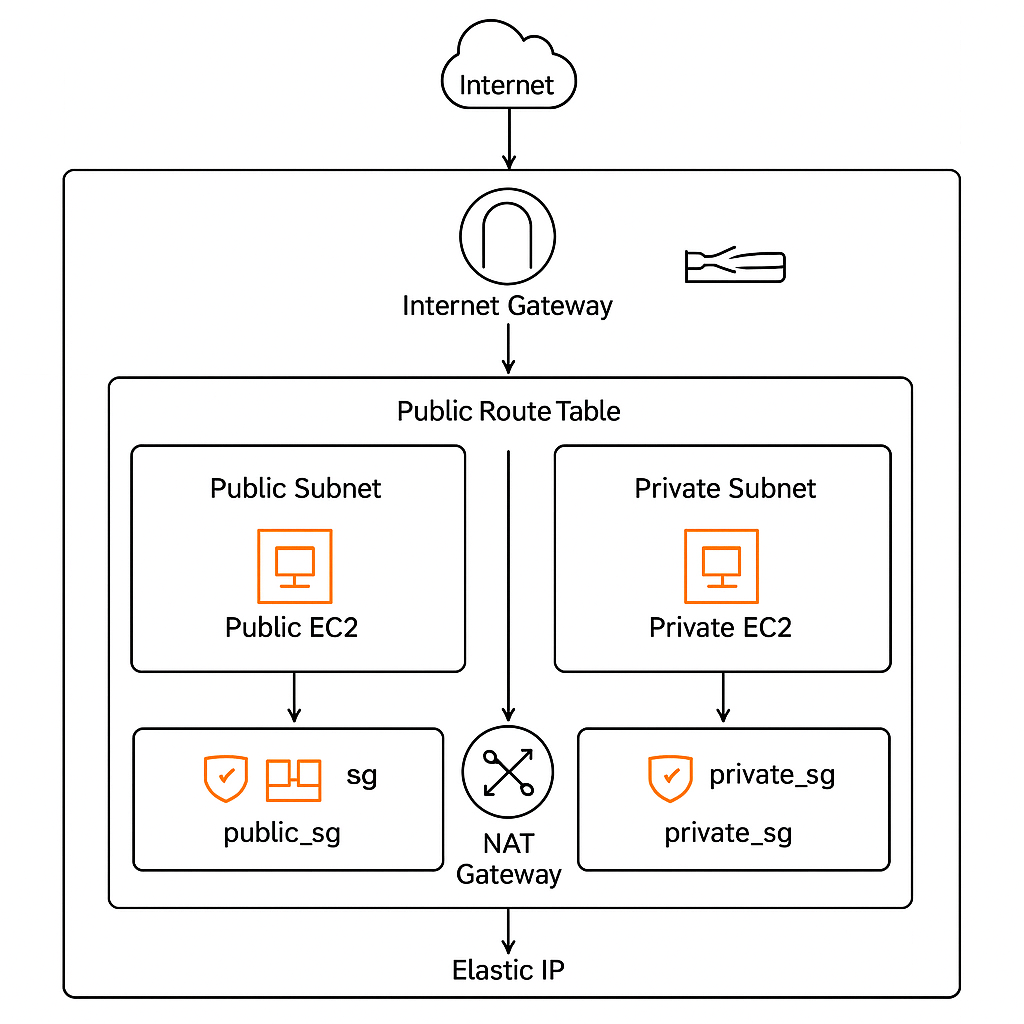 Internet
Internet Gateway
Public Route Table
Public Subnet
Public EC2
Private Subnet
Private EC2
sg
public_sg
NAT
Gateway
private_sg
private_sg
Elastic IP